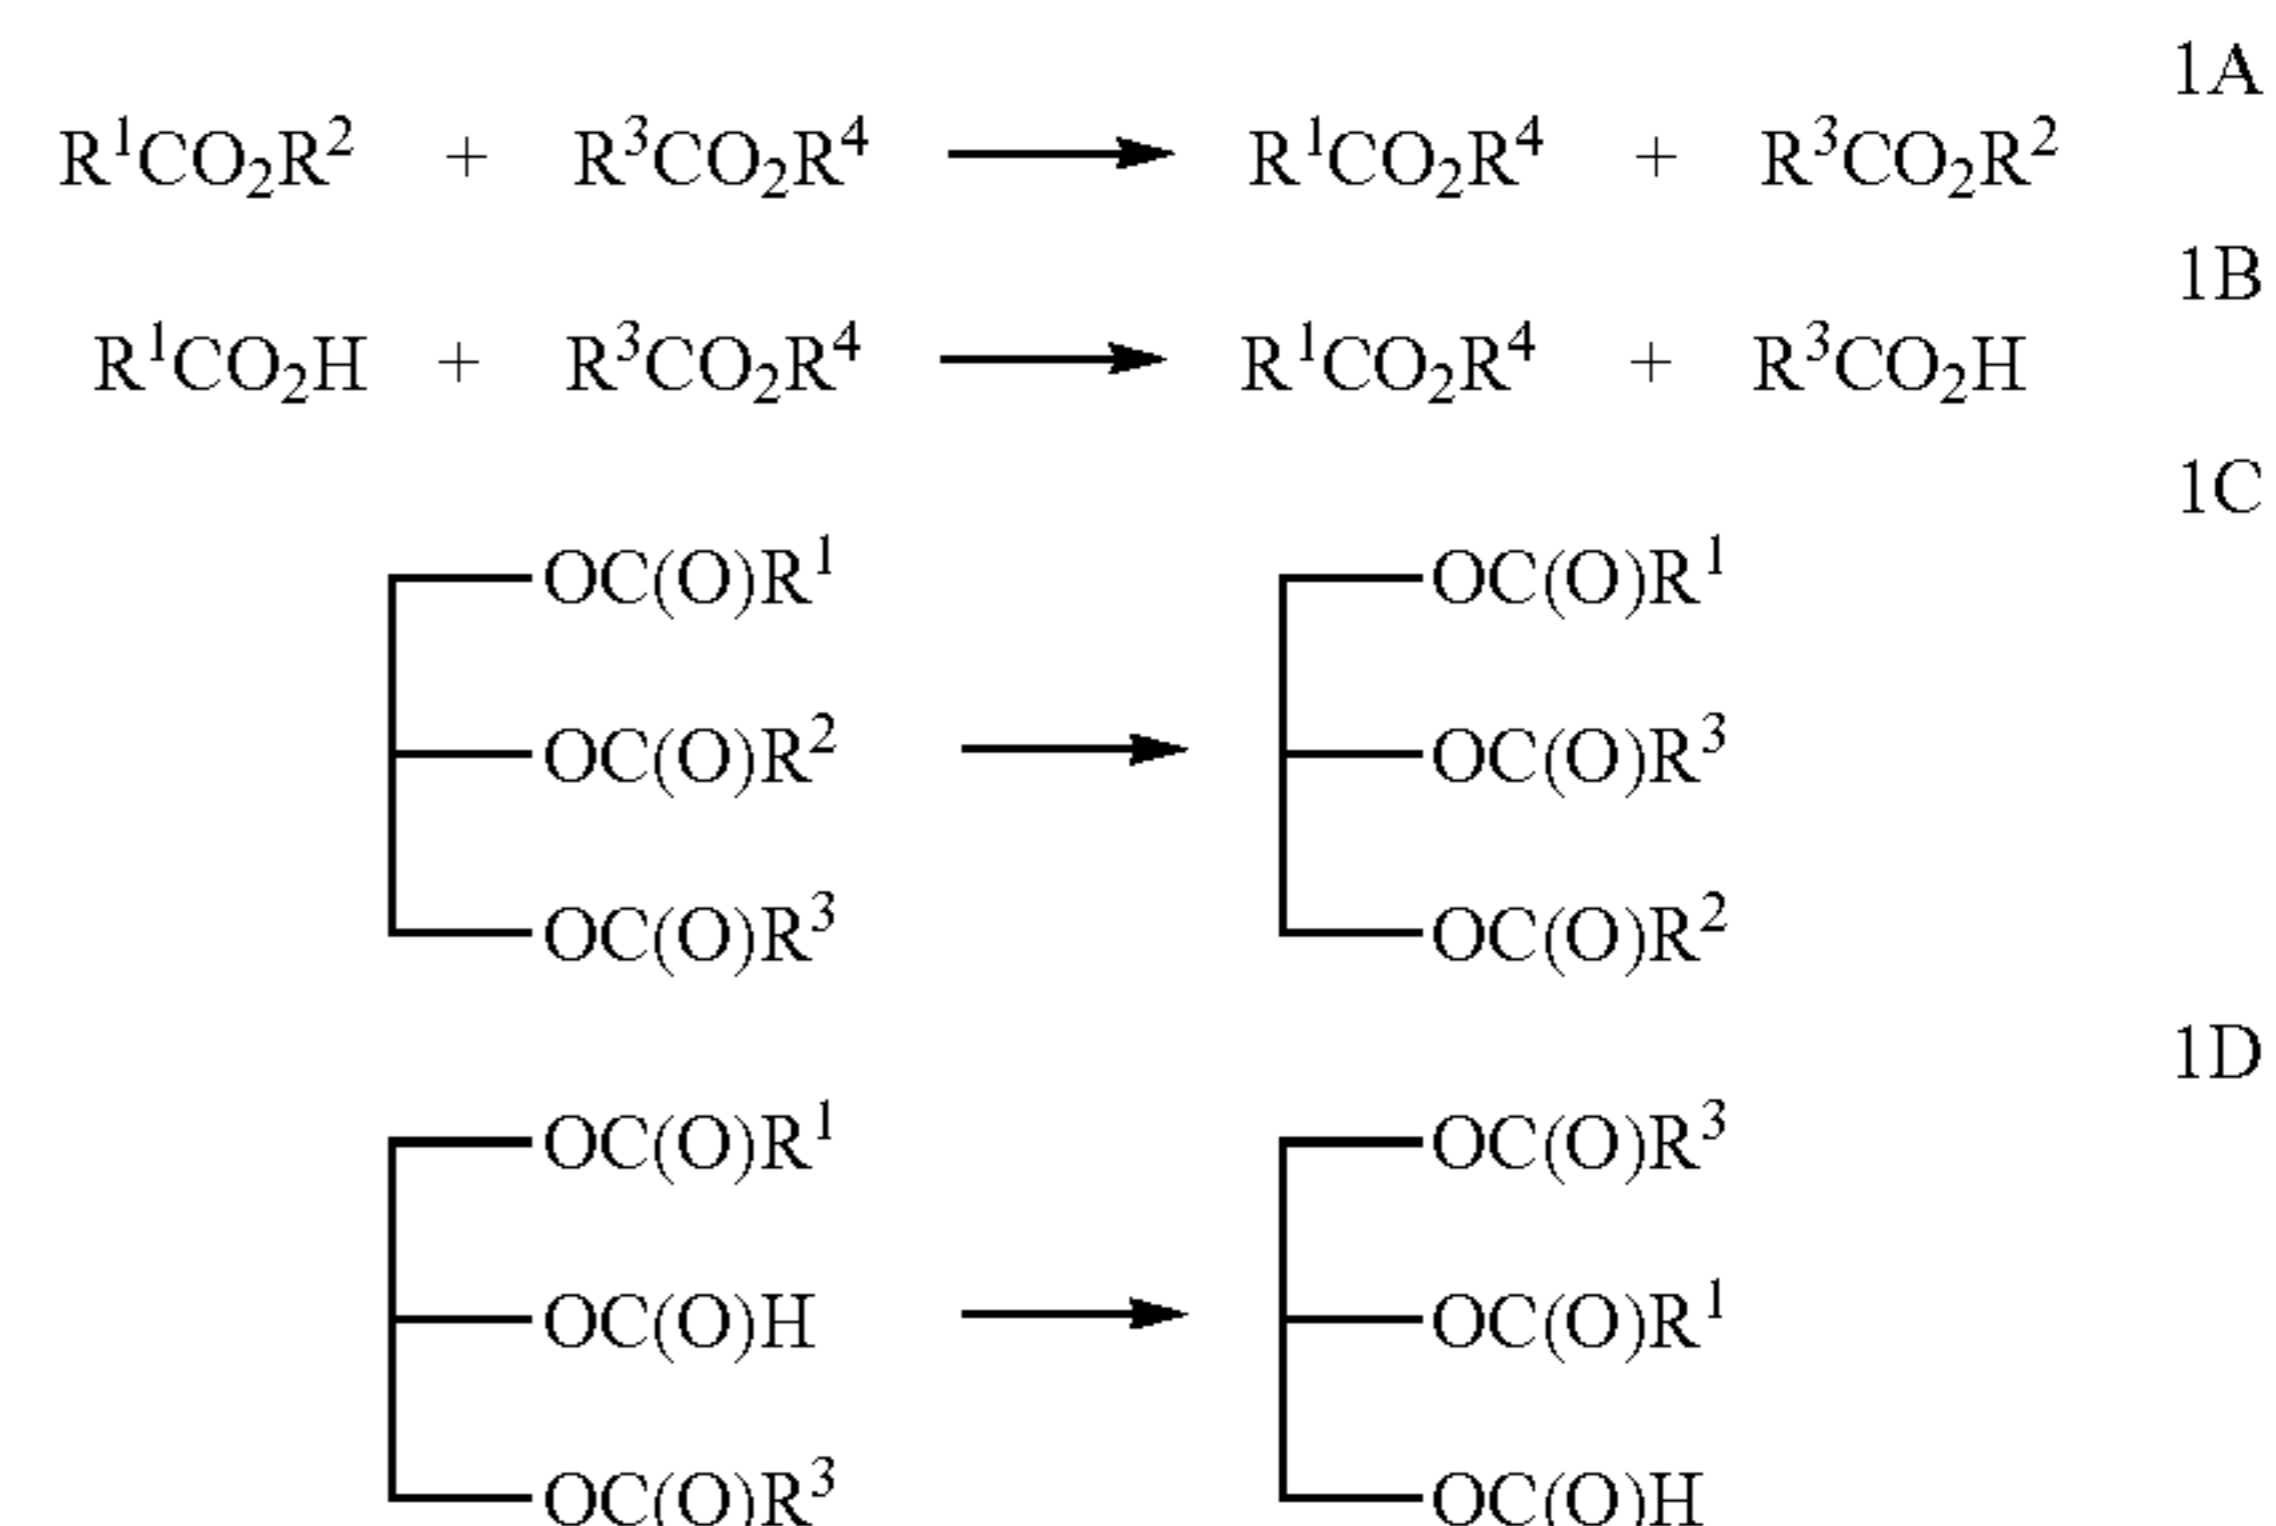 1A
R¹CO₂R² + R³CO₂R⁴ ⟶ R¹CO₂R⁴ + R³CO₂R²
1B
R¹CO₂H + R³CO₂R⁴ ⟶ R¹CO₂R⁴ + R³CO₂H
1C
OC(O)R¹ OC(O)R¹
OC(O)R² ⟶ OC(O)R³
OC(O)R³ OC(O)R²
1D
OC(O)R¹ OC(O)R³
OC(O)H ⟶ OC(O)R¹
OC(O)R³ OC(O)H